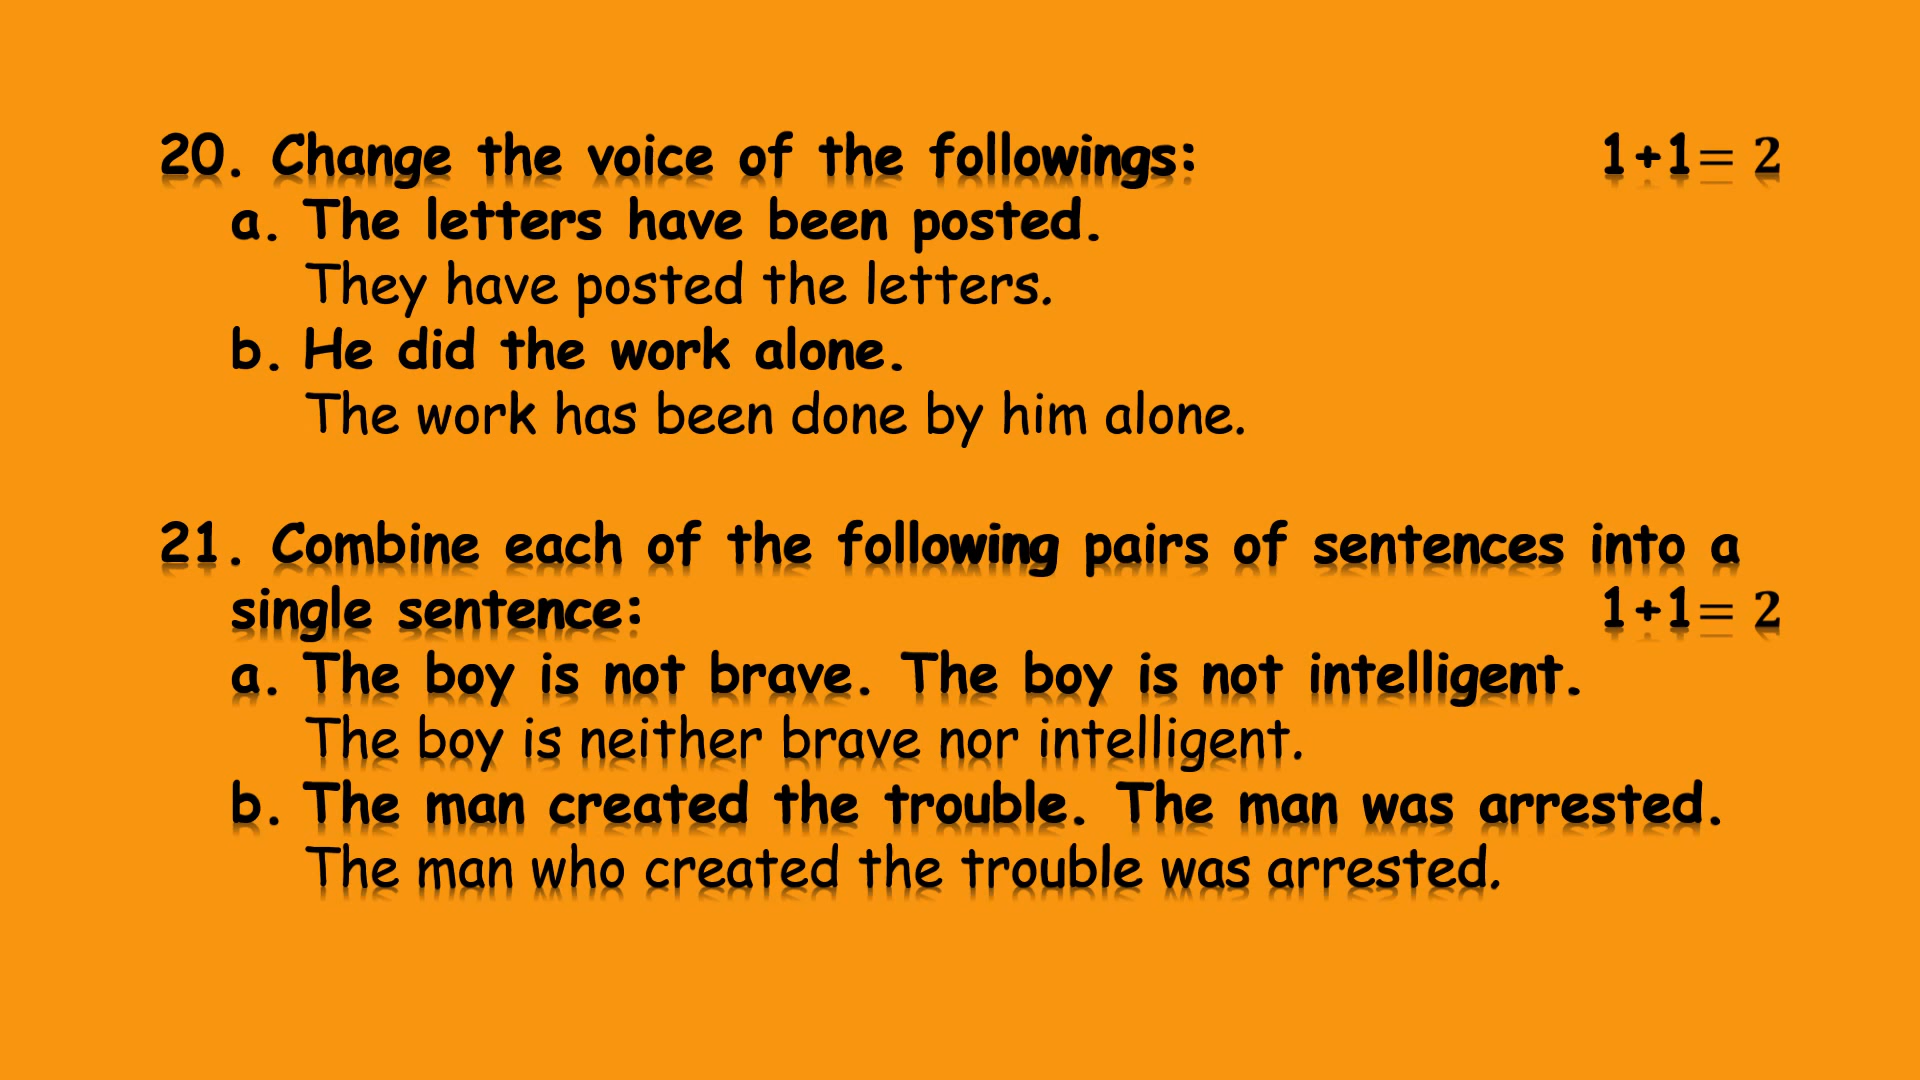 20. Change the voice of the followings: 1+1= 2
a. The letters have been posted.
They have posted the letters.
b. He did the work alone.
The work has been done by him alone.
21. Combine each of the following pairs of sentences into a
single sentence: 1+1= 2
a. The boy is not brave. The boy is not intelligent.
The boy is neither brave nor intelligent.
b. The man created the trouble. The man was arrested.
The man who created the trouble was arrested.